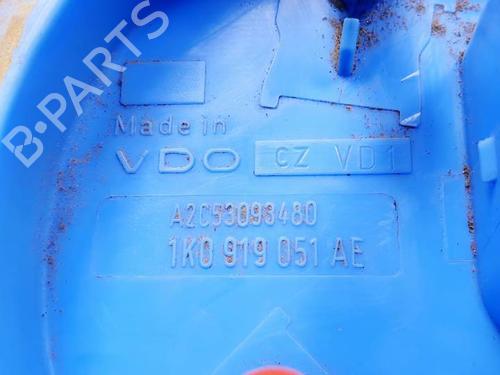 B-PARTS
Made in
VDO CZ VD1
A2C53093480
1K0 919 051 AE